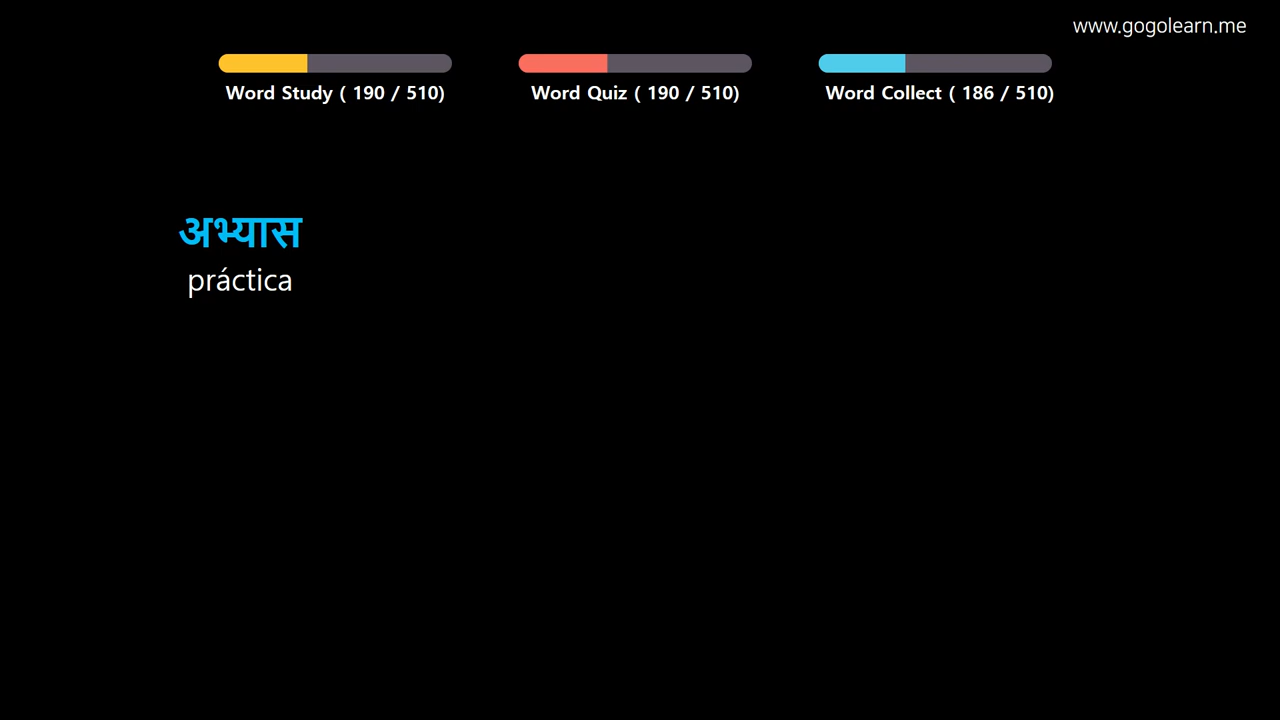 www.gogolearn.me
Word Study ( 190 / 510)
Word Quiz ( 190 / 510)
Word Collect ( 186 / 510)
अभ्यास
práctica